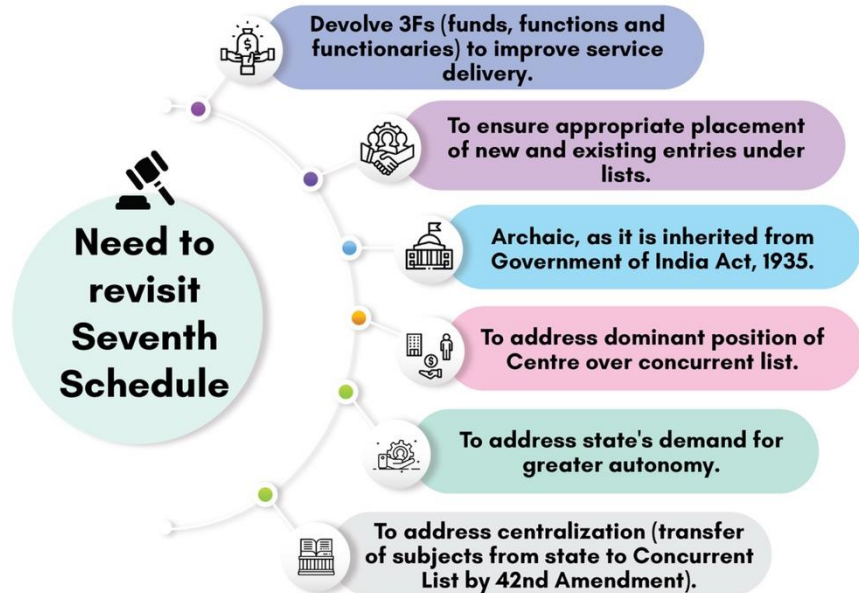 Devolve 3Fs (funds, functions and
functionaries) to improve service
delivery.
To ensure appropriate placement
of new and existing entries under
lists.
Need to
revisit
Seventh
Schedule
Archaic, as it is inherited from
Government of India Act, 1935.
To address dominant position of
Centre over concurrent list.
To address state's demand for
greater autonomy.
To address centralization (transfer
of subjects from state to Concurrent
List by 42nd Amendment).